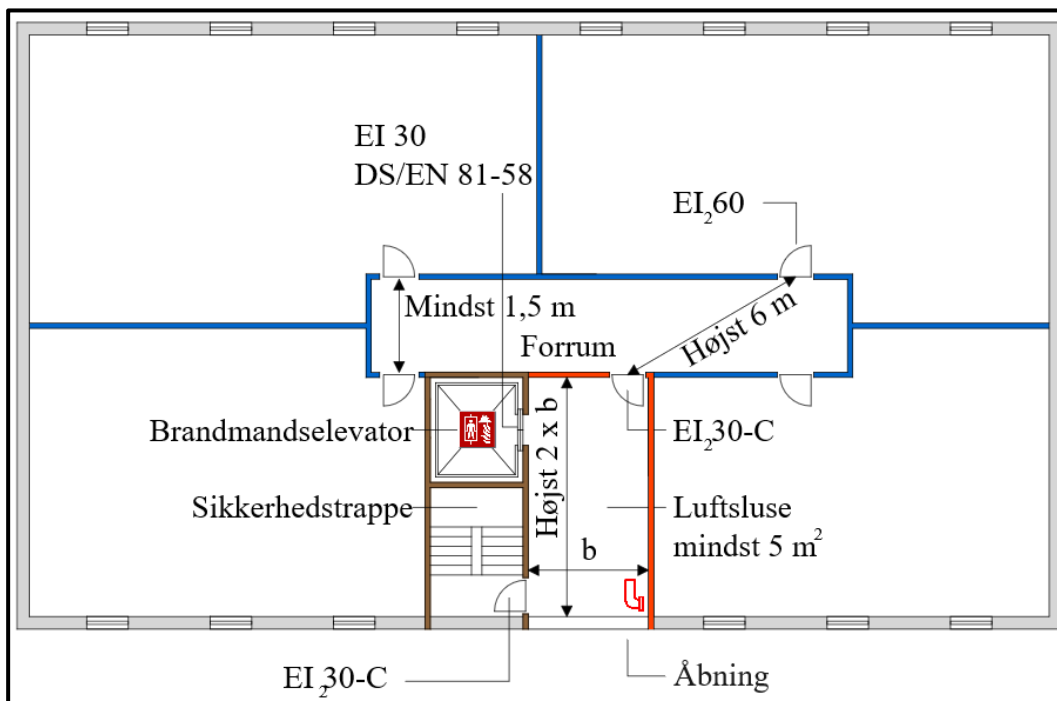 EI 30
DS/EN 81-58
EI₂60
Mindst 1,5 m
Højst 6 m
Forrum
Brandmandselevator
Højst 2 x b
EI₂30-C
Sikkerhedstrappe
Luftsluse
mindst 5 m²
b
EI₂30-C
Åbning